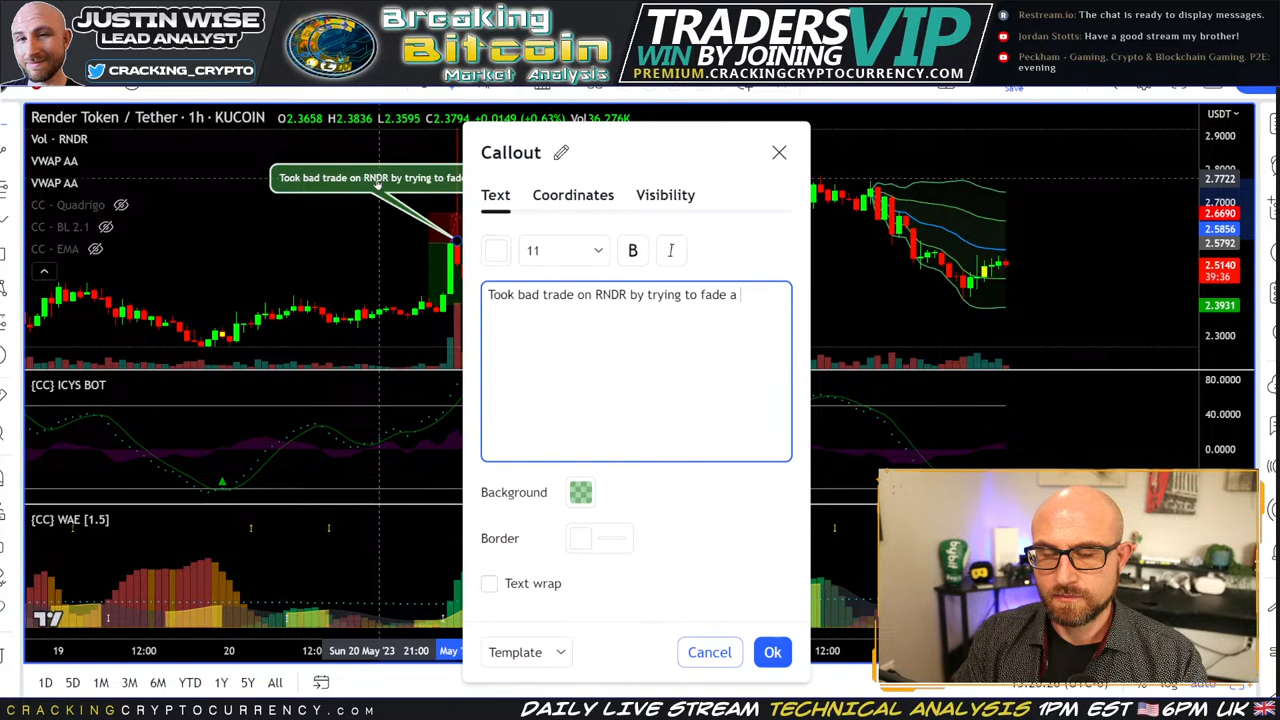 JUSTIN WISE
LEAD ANALYST
CRACKING_CRYPTO
Breaking
Bitcoin
Market Analysis
TRADERS VIP
WIN BY JOINING
PREMIUM.CRACKINGCRYPTOCURRENCY.COM
Restream.io: The chat is ready to display messages.
Jordan Stotts: Have a good stream my brother!
Peckham - Gaming, Crypto & Blockchain Gaming. P2E:
evening
Save
Render Token / Tether · 1h · KUCOIN O2.3658 H2.3836 L2.3595 C2.3794 +0.0149 (+0.63%) Vol36.276K
USDT
Vol · RNDR
VWAP AA
VWAP AA
CC - Quadrigo
CC - BL 2.1
CC - EMA
Took bad trade on RNDR by trying to fade
Callout
Text Coordinates Visibility
11 B I
Took bad trade on RNDR by trying to fade a
Background
Border
Text wrap
Template
Cancel
Ok
2.9000
2.7722
2.7000
2.6690
2.5856
2.5792
2.5140
39:36
2.3931
2.3000
{CC} ICYS BOT
80.0000
40.0000
0.0000
{CC} WAE [1.5]
bybit
19 20 12:0 Sun 20 May '23 21:00 May 12:00
1D 5D 1M 3M 6M YTD 1Y 5Y All
% log auto
CRACKINGCRYPTOCURRENCY.COM
DAILY LIVE STREAM TECHNICAL ANALYSIS 1PM EST 6PM UK